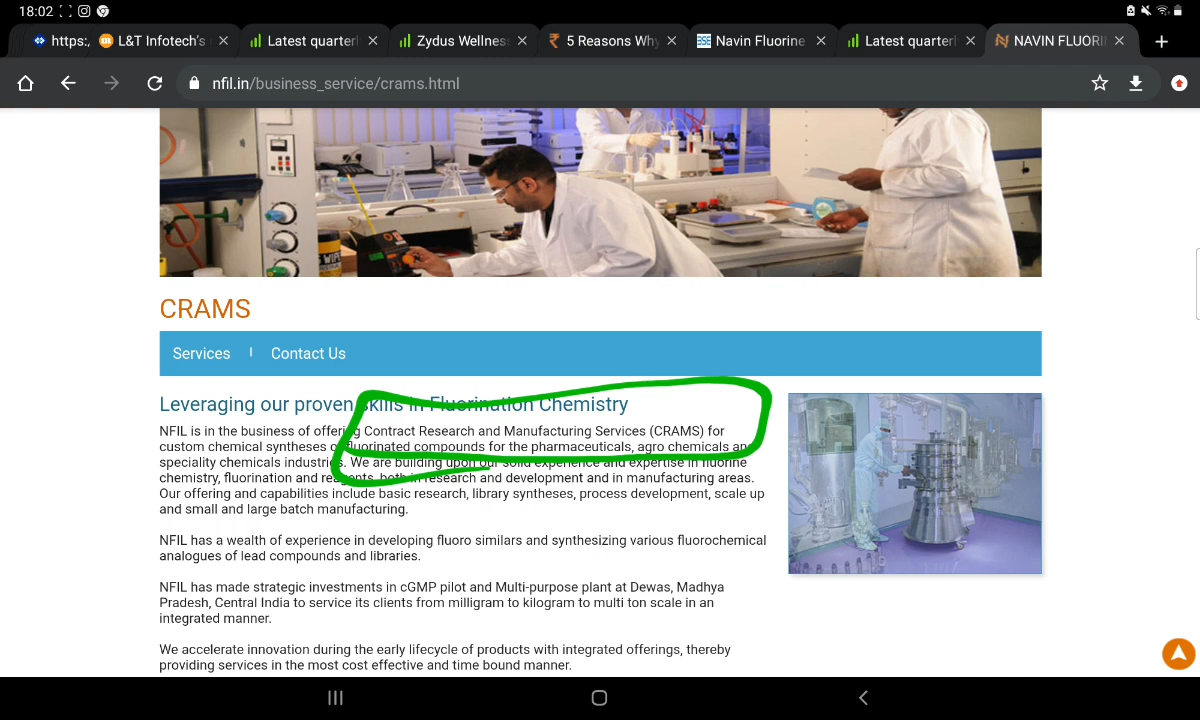 18:02
https:, L&T Infotech's Latest quarterl Zydus Wellness 5 Reasons Why BSE Navin Fluorine Latest quarterl NAVIN FLUORI
nfil.in/business_service/crams.html
CRAMS
Services Contact Us
Leveraging our proven skills in Fluorination Chemistry
NFIL is in the business of offering Contract Research and Manufacturing Services (CRAMS) for
custom chemical syntheses of fluorinated compounds for the pharmaceuticals, agro chemicals and
speciality chemicals industries. We are building upon our solid experience and expertise in fluorine
chemistry, fluorination and reagents, both in research and development and in manufacturing areas.
Our offering and capabilities include basic research, library syntheses, process development, scale up
and small and large batch manufacturing.
NFIL has a wealth of experience in developing fluoro similars and synthesizing various fluorochemical
analogues of lead compounds and libraries.
NFIL has made strategic investments in cGMP pilot and Multi-purpose plant at Dewas, Madhya
Pradesh, Central India to service its clients from milligram to kilogram to multi ton scale in an
integrated manner.
We accelerate innovation during the early lifecycle of products with integrated offerings, thereby
providing services in the most cost effective and time bound manner.